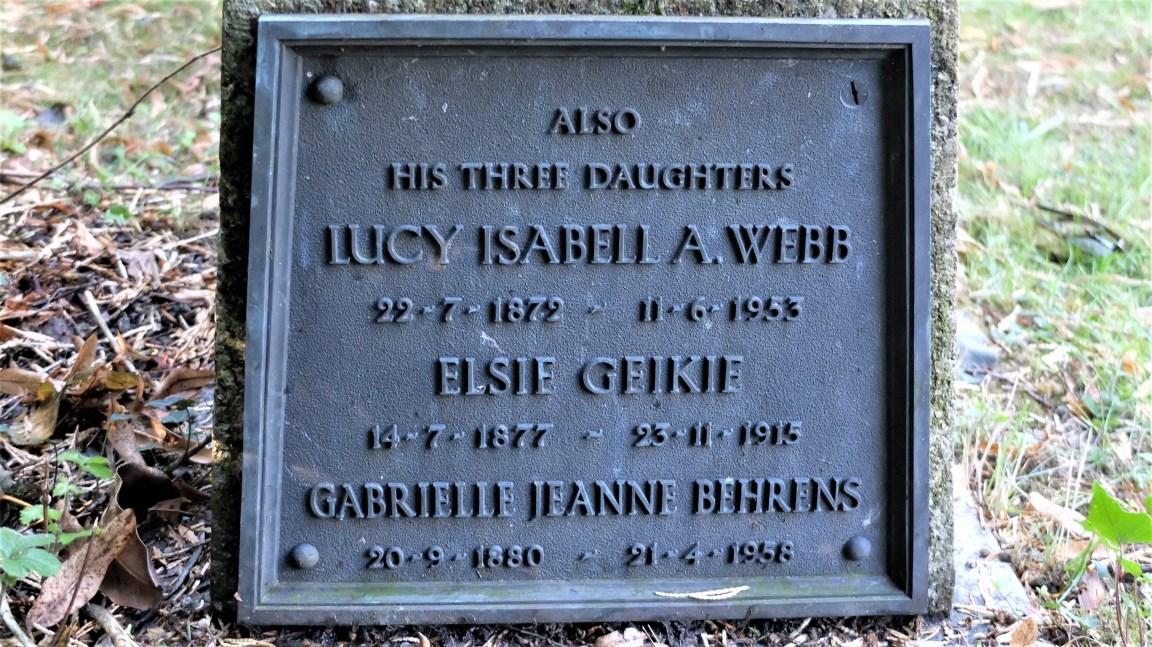 ALSO
HIS THREE DAUGHTERS
LUCY ISABELL A. WEBB
22-7-1872 - 11-6-1953
ELSIE GEIKIE
14-7-1877 - 23-11-1915
GABRIELLE JEANNE BEHRENS
20-9-1880 - 21-4-1958